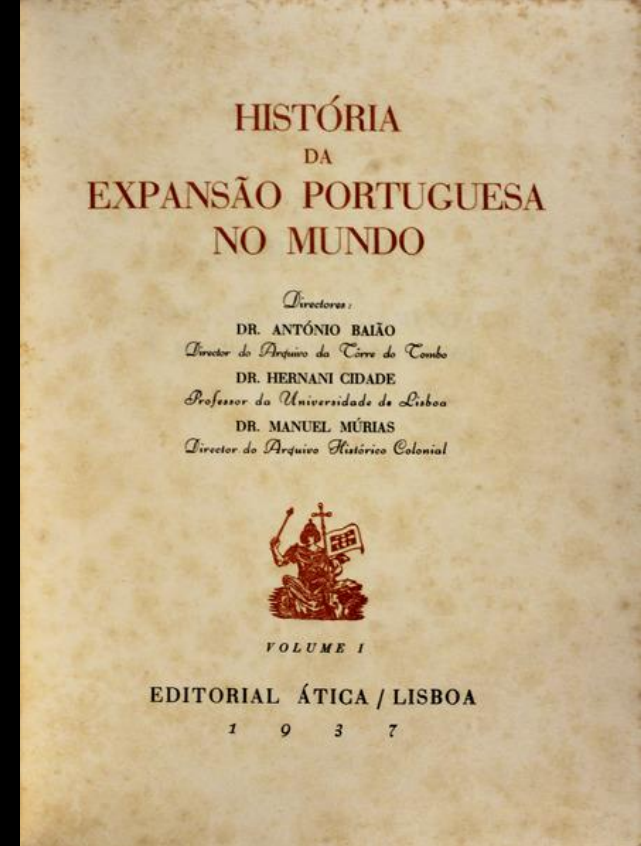 HISTÓRIA
DA
EXPANSÃO PORTUGUESA
NO MUNDO
Directores:
DR. ANTÓNIO BAIÃO
Director do Arquivo da Tôrre do Tombo
DR. HERNANI CIDADE
Professor da Universidade de Lisboa
DR. MANUEL MÚRIAS
Director do Arquivo Histórico Colonial
VOLUME I
EDITORIAL ÁTICA / LISBOA
1 9 3 7